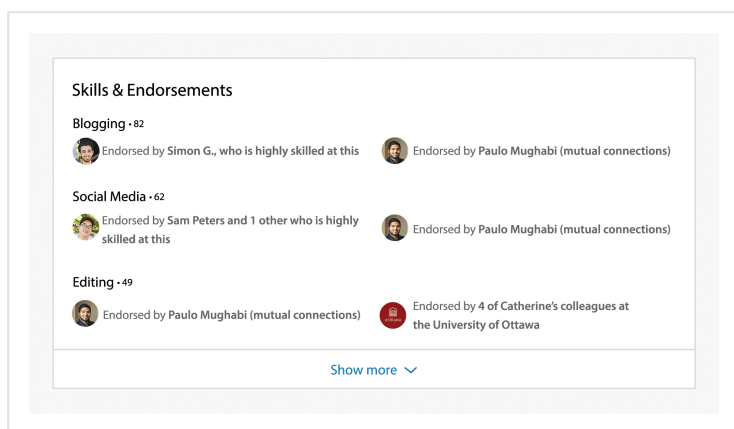 Skills & Endorsements
Blogging • 82
Endorsed by Simon G., who is highly skilled at this
Endorsed by Paulo Mughabi (mutual connections)
Social Media • 62
Endorsed by Sam Peters and 1 other who is highly
skilled at this
Endorsed by Paulo Mughabi (mutual connections)
Editing • 49
Endorsed by Paulo Mughabi (mutual connections)
uOttawa
Endorsed by 4 of Catherine’s colleagues at
the University of Ottawa
Show more